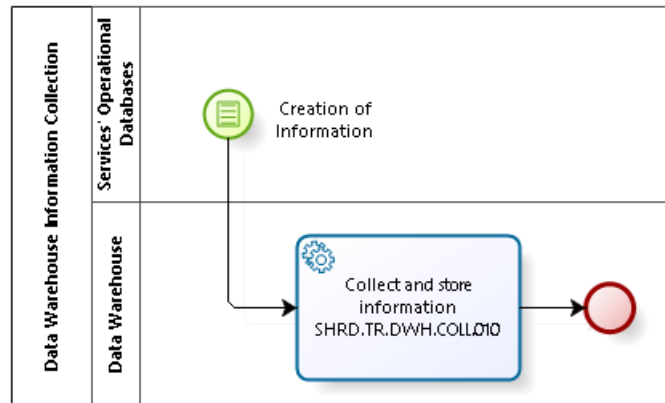 Data Warehouse Information Collection
Services' Operational
Databases
Creation of
Information
Data Warehouse
Collect and store
information
SHRD.TR.DWH.COLL.010